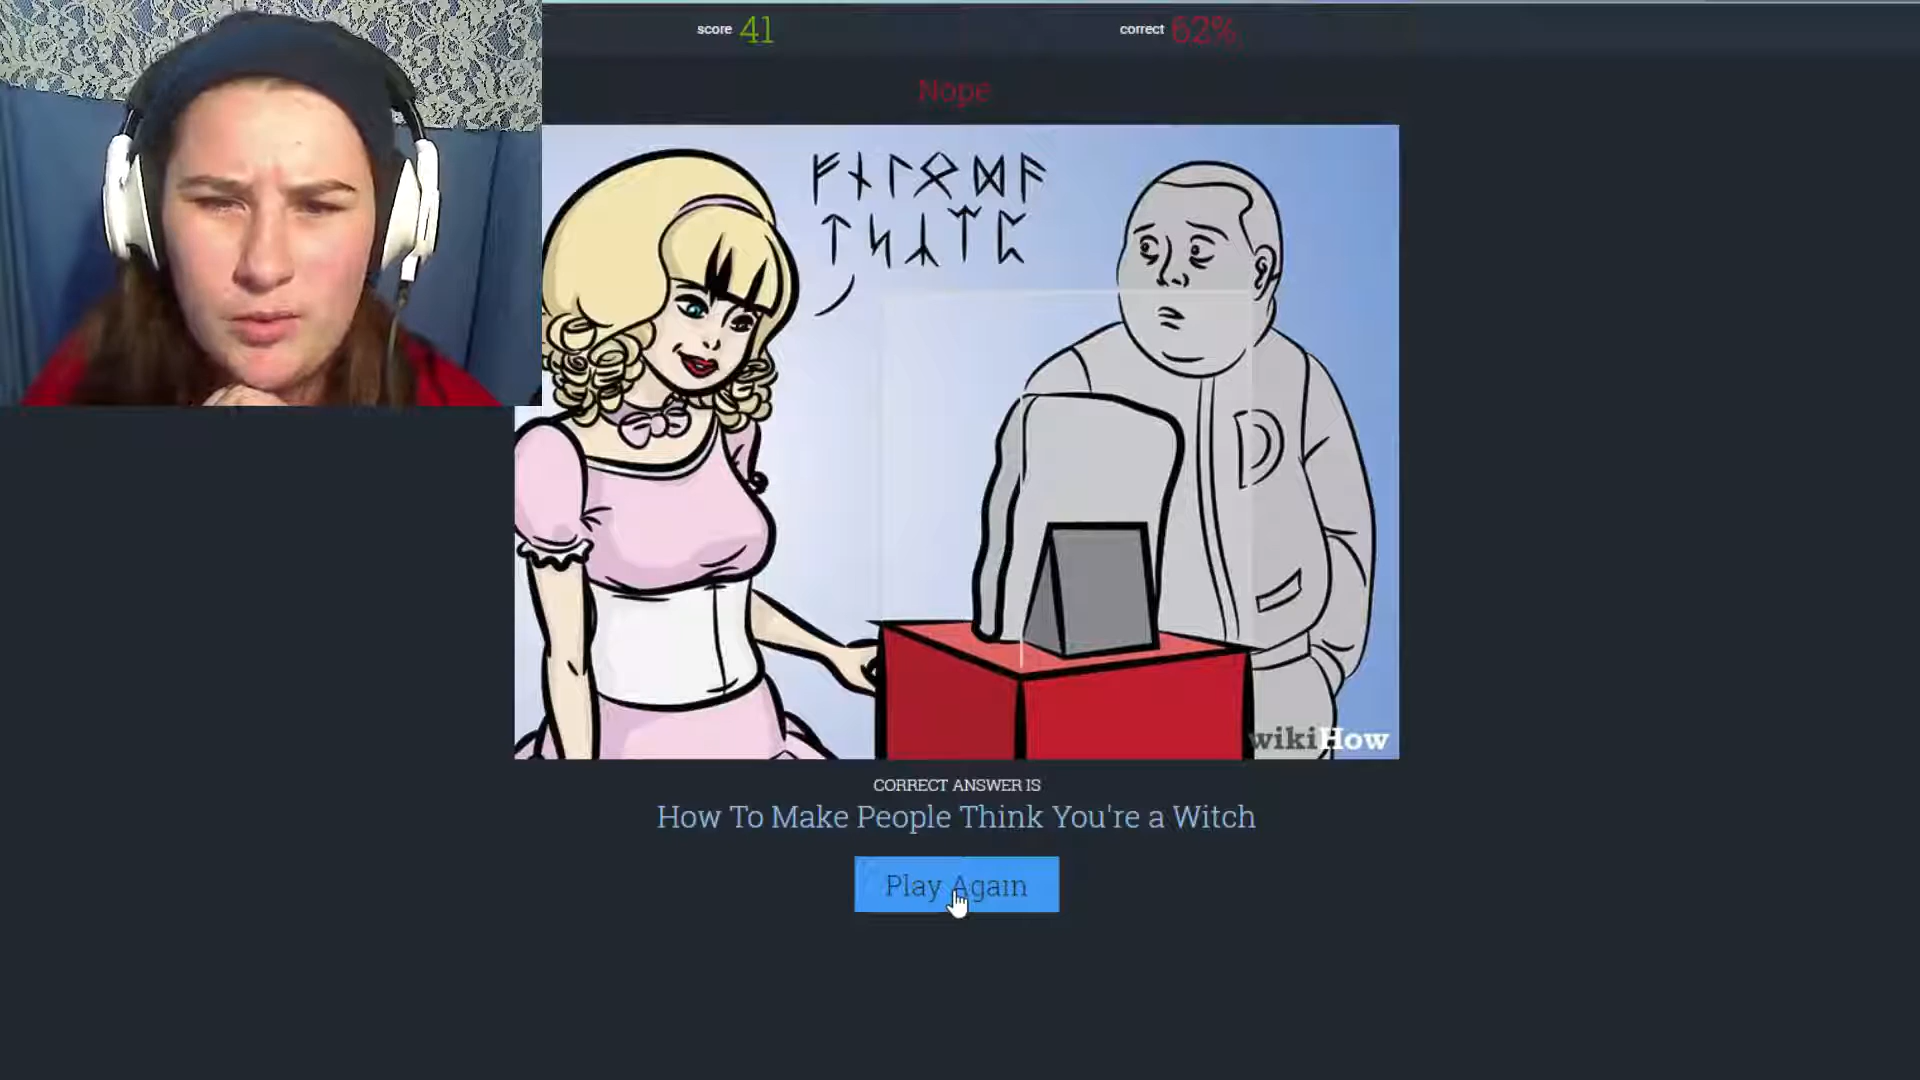 score 41
correct 62%
Nope
ᚠᚾᛚᛟᛞᚨ
D
wikiHow
CORRECT ANSWER IS
How To Make People Think You're a Witch
Play Again